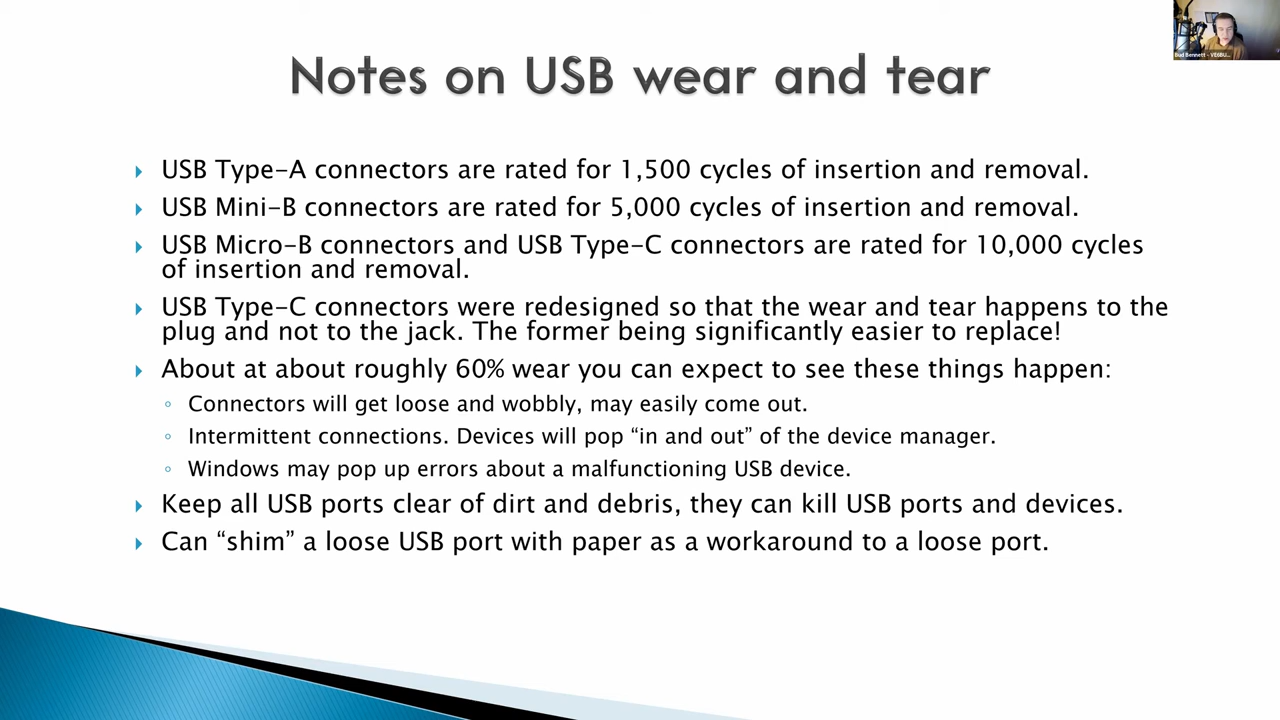 Bud Bennett - VE6BU...
Notes on USB wear and tear
USB Type-A connectors are rated for 1,500 cycles of insertion and removal.
USB Mini-B connectors are rated for 5,000 cycles of insertion and removal.
USB Micro-B connectors and USB Type-C connectors are rated for 10,000 cycles
of insertion and removal.
USB Type-C connectors were redesigned so that the wear and tear happens to the
plug and not to the jack. The former being significantly easier to replace!
About at about roughly 60% wear you can expect to see these things happen:
Connectors will get loose and wobbly, may easily come out.
Intermittent connections. Devices will pop “in and out” of the device manager.
Windows may pop up errors about a malfunctioning USB device.
Keep all USB ports clear of dirt and debris, they can kill USB ports and devices.
Can “shim” a loose USB port with paper as a workaround to a loose port.